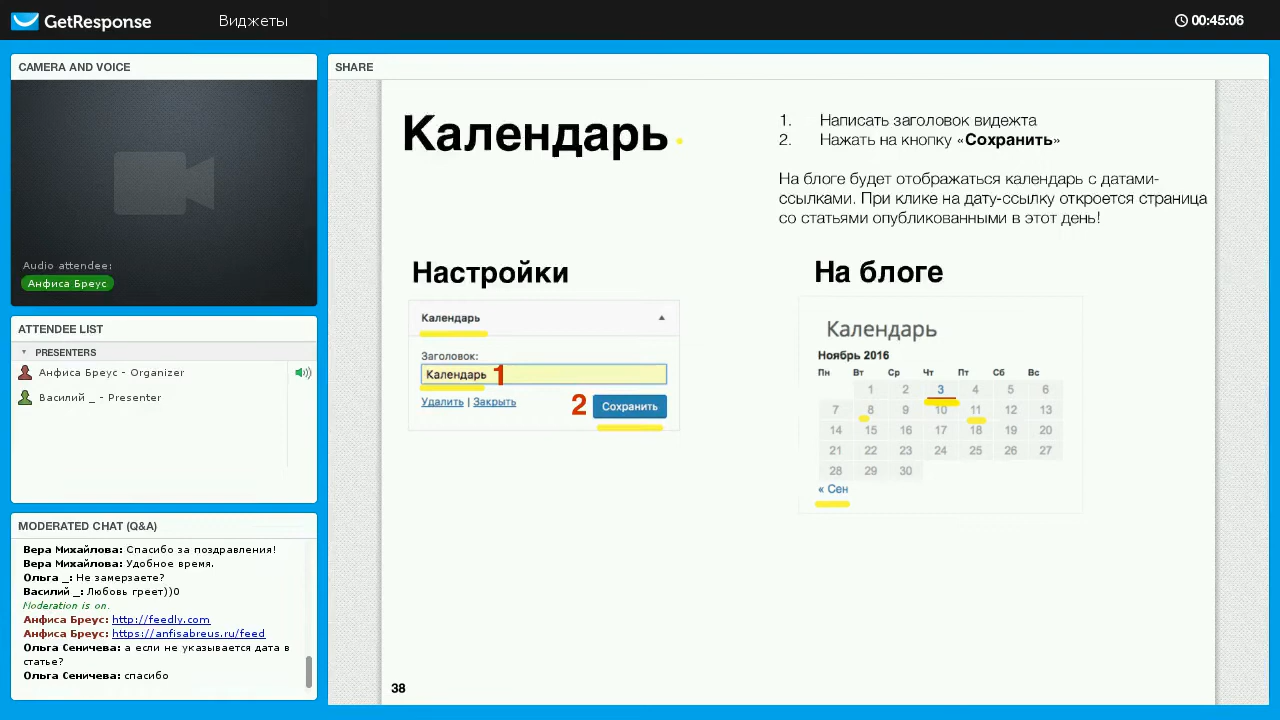 GetResponse
Виджеты
00:45:06
CAMERA AND VOICE
Audio attendee:
Анфиса Бреус
ATTENDEE LIST
PRESENTERS
Анфиса Бреус - Organizer
Василий _ - Presenter
MODERATED CHAT (Q&A)
Вера Михайлова: Спасибо за поздравления!
Вера Михайлова: Удобное время.
Ольга _: Не замерзаете?
Василий _: Любовь греет))0
Moderation is on.
Анфиса Бреус: http://feedly.com
Анфиса Бреус: https://anfisabreus.ru/feed
Ольга Сеничева: а если не указывается дата в
статье?
Ольга Сеничева: спасибо
SHARE
Календарь
1. Написать заголовок видежта
2. Нажать на кнопку «Сохранить»
На блоге будет отображаться календарь с датами-
ссылками. При клике на дату-ссылку откроется страница
со статьями опубликованными в этот день!
Настройки
Календарь
Заголовок:
Календарь 1
Удалить | Закрыть 2 Сохранить
На блоге
Календарь
Ноябрь 2016
Пн Вт Ср Чт Пт Сб Вс
1 2 3 4 5 6
7 8 9 10 11 12 13
14 15 16 17 18 19 20
21 22 23 24 25 26 27
28 29 30
« Сен
38